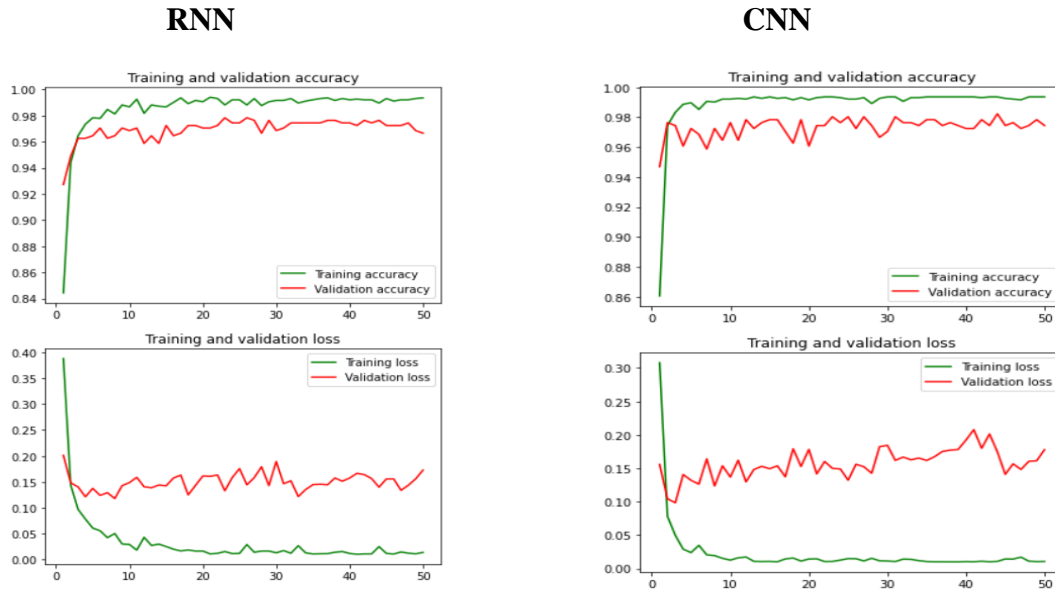 RNN
CNN
Training and validation accuracy
1.00
0.98
0.96
0.94
0.92
0.90
0.88
0.86
0.84
Training accuracy
Validation accuracy
0 10 20 30 40 50
Training and validation loss
0.40
0.35
0.30
0.25
0.20
0.15
0.10
0.05
0.00
Training loss
Validation loss
0 10 20 30 40 50
Training and validation accuracy
1.00
0.98
0.96
0.94
0.92
0.90
0.88
0.86
Training accuracy
Validation accuracy
0 10 20 30 40 50
Training and validation loss
0.30
0.25
0.20
0.15
0.10
0.05
0.00
Training loss
Validation loss
0 10 20 30 40 50